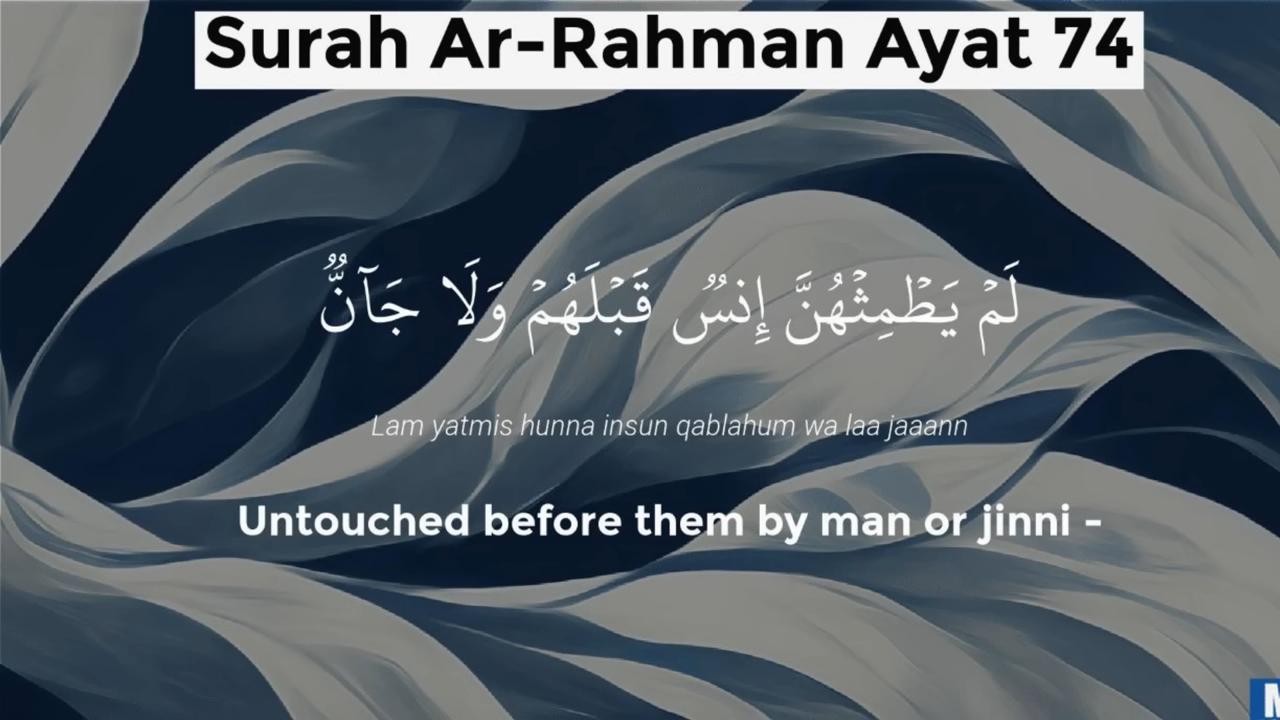 Surah Ar-Rahman Ayat 74
لَمْ يَطْمِثْهُنَّ إِنسٌ قَبْلَهُمْ وَلَا جَآنٌّ
Lam yatmis hunna insun qablahum wa laa jaaann
Untouched before them by man or jinni -